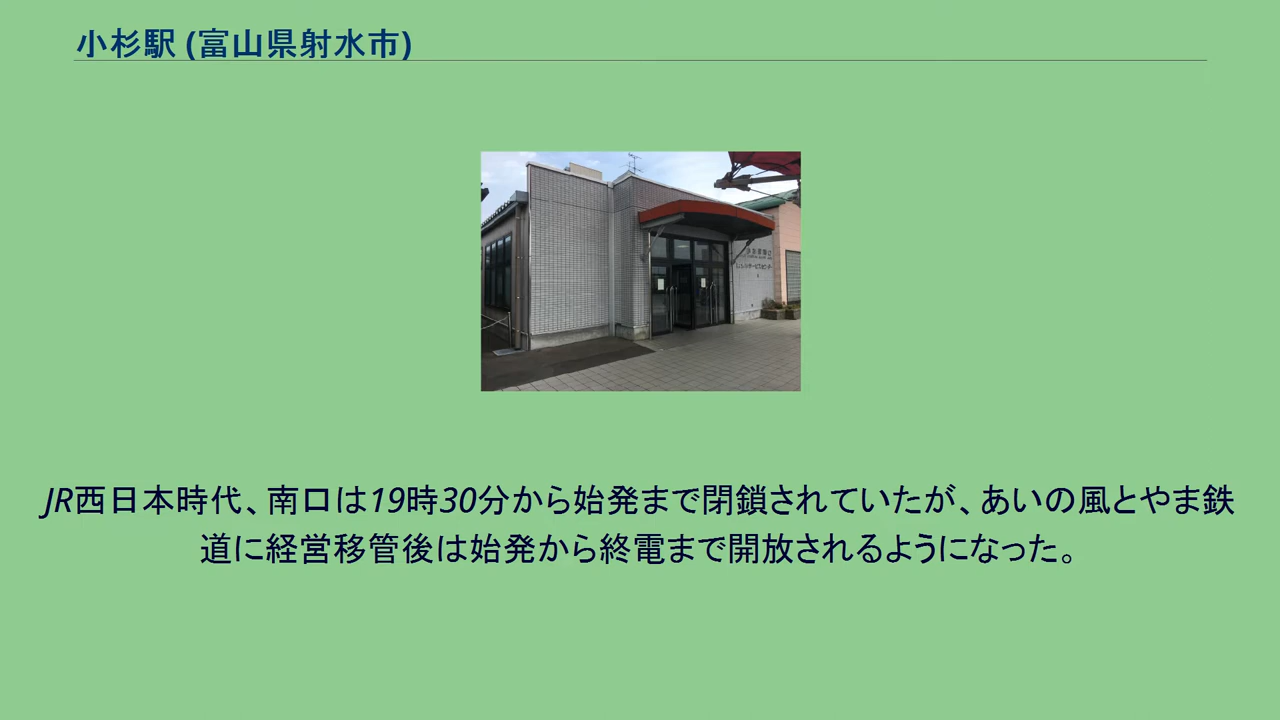 小杉駅 (富山県射水市)
JR西日本時代、南口は19時30分から始発まで閉鎖されていたが、あいの風とやま鉄
道に経営移管後は始発から終電まで開放されるようになった。